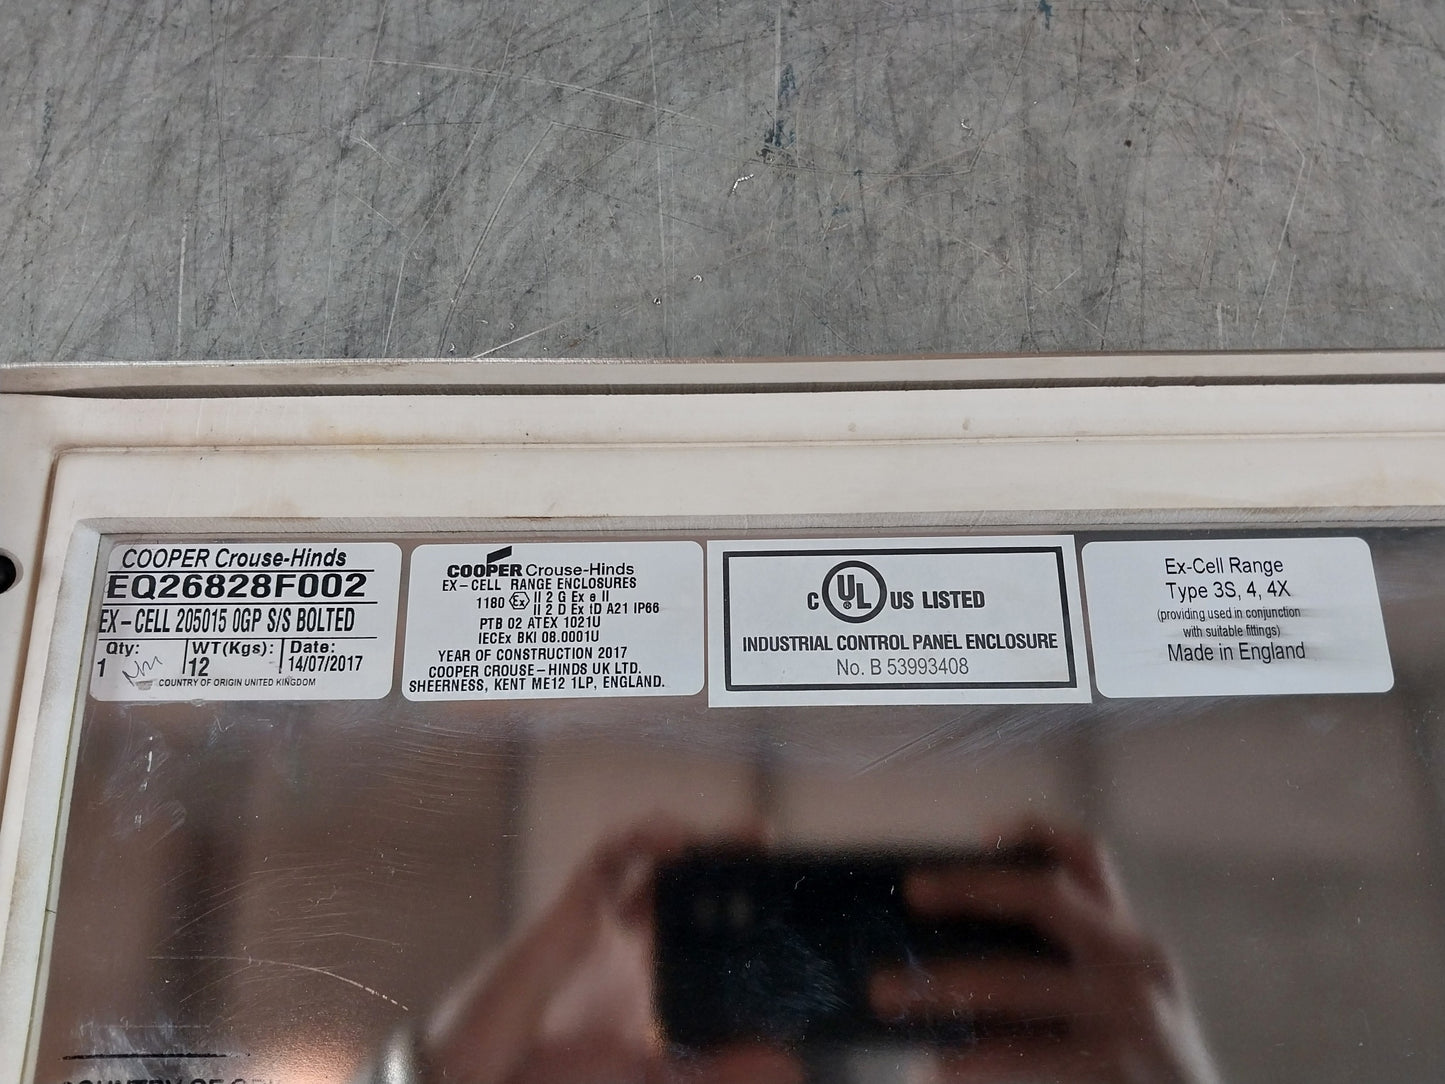 COOPER Crouse-Hinds
EQ26828F002
EX-CELL 205015 0GP S/S BOLTED
Qty: WT(Kgs): Date:
1 12 14/07/2017
COUNTRY OF ORIGIN UNITED KINGDOM
COOPER Crouse-Hinds
EX-CELL RANGE ENCLOSURES
1180 Ex II 2 G Ex e II
II 2 D Ex tD A21 IP66
PTB 02 ATEX 1021U
IECEx BKI 08.0001U
YEAR OF CONSTRUCTION 2017
COOPER CROUSE-HINDS UK LTD.
SHEERNESS, KENT ME12 1LP, ENGLAND.
C UL ® US LISTED
INDUSTRIAL CONTROL PANEL ENCLOSURE
No. B 53993408
Ex-Cell Range
Type 3S, 4, 4X
(providing used in conjunction
with suitable fittings)
Made in England
COUNTRY OF